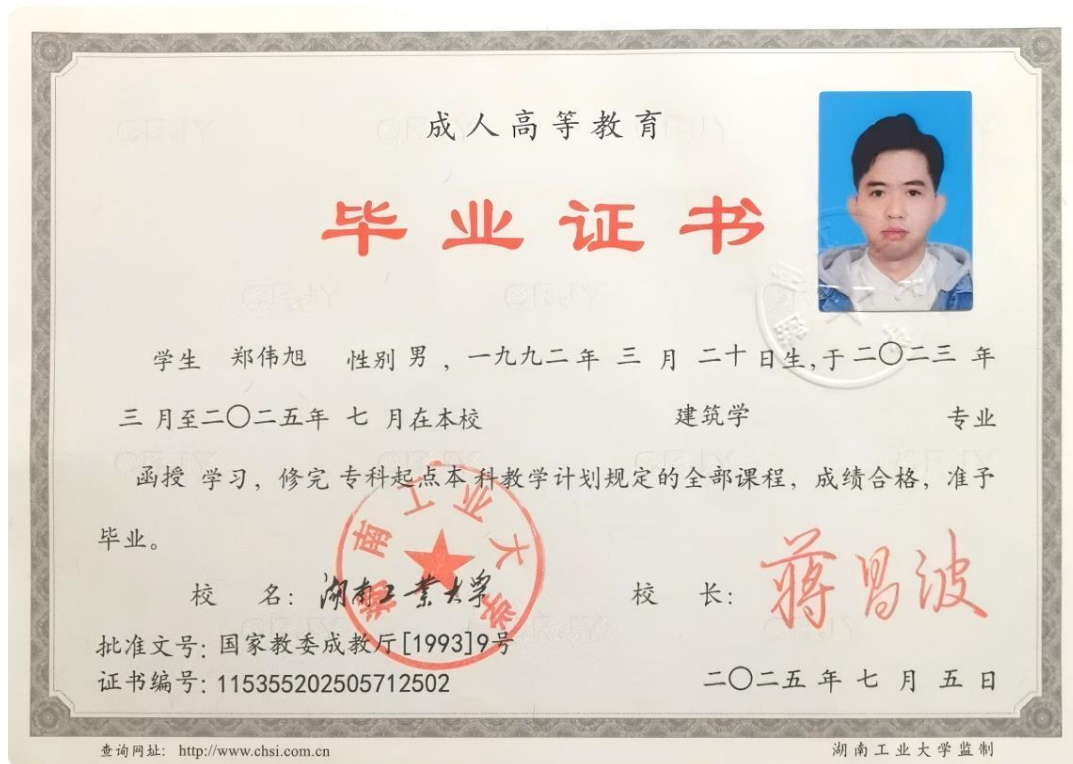 成人高等教育
毕业证书
学生 郑伟旭 性别 男 ，一九九二 年 三 月 二十 日生，于 二〇二三 年
三 月至二〇二五年 七 月在本校 建筑学 专业
函授 学习，修完 专科起点本 科教学计划规定的全部课程，成绩合格，准予
毕业。
校 名：湖南工业大学 校 长：蒋昌波
湖南工业大学
批准文号：国家教委成教厅[1993]9号
证书编号：115355202505712502 二〇二五 年 七 月 五 日
查询网址：http://www.chsi.com.cn 湖南工业大学监制